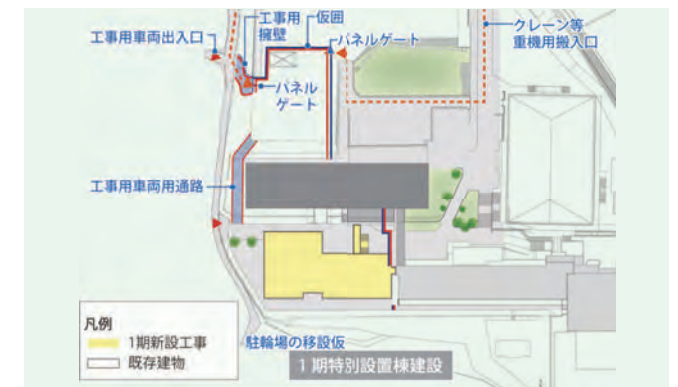 工事用車両出入口
工事用
擁壁
仮囲
パネルゲート
クレーン等
重機用搬入口
パネル
ゲート
工事用車両用通路
凡例
1期新設工事
既存建物
駐輪場の移設仮
1期特別設置棟建設